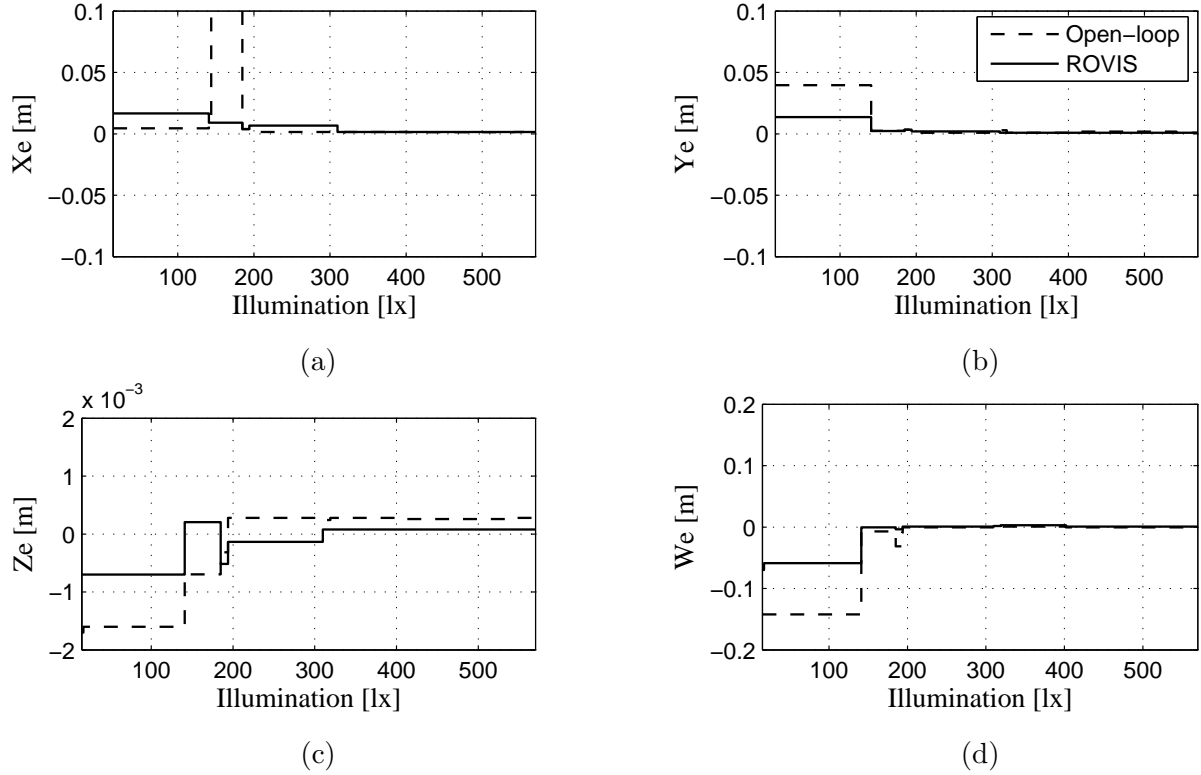 0.1
0.05
0
−0.05
−0.1
Xe [m]
100 200 300 400 500
Illumination [lx]
(a)
0.1
0.05
0
−0.05
−0.1
Ye [m]
Open−loop
ROVIS
100 200 300 400 500
Illumination [lx]
(b)
x 10−3
2
1
0
−1
−2
Ze [m]
100 200 300 400 500
Illumination [lx]
(c)
0.2
0.1
0
−0.1
−0.2
We [m]
100 200 300 400 500
Illumination [lx]
(d)